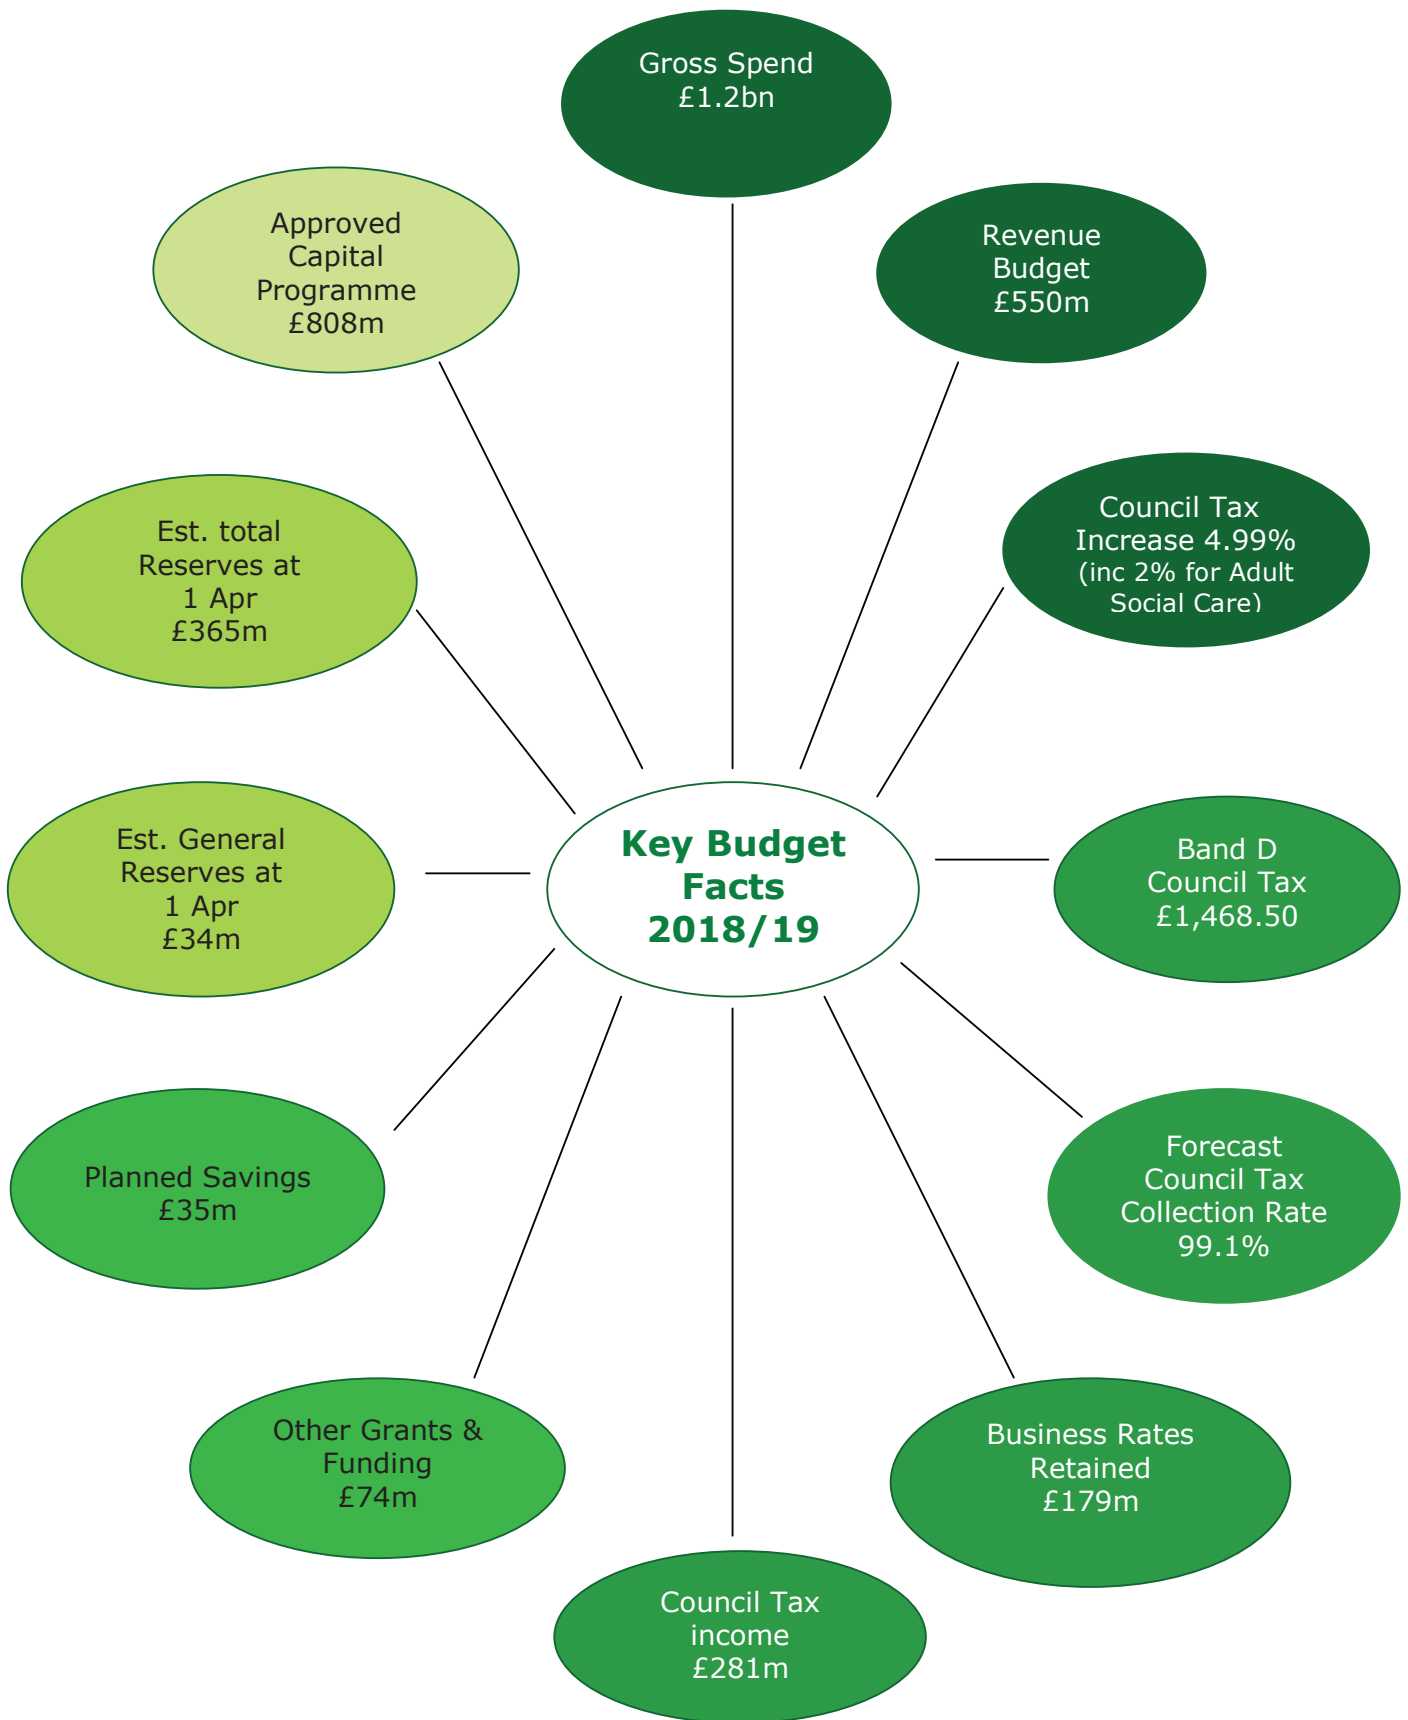 Gross Spend
£1.2bn
Revenue
Budget
£550m
Council Tax
Increase 4.99%
(inc 2% for Adult
Social Care)
Band D
Council Tax
£1,468.50
Forecast
Council Tax
Collection Rate
99.1%
Business Rates
Retained
£179m
Council Tax
income
£281m
Other Grants &
Funding
£74m
Planned Savings
£35m
Est. General
Reserves at
1 Apr
£34m
Est. total
Reserves at
1 Apr
£365m
Approved
Capital
Programme
£808m
Key Budget
Facts
2018/19